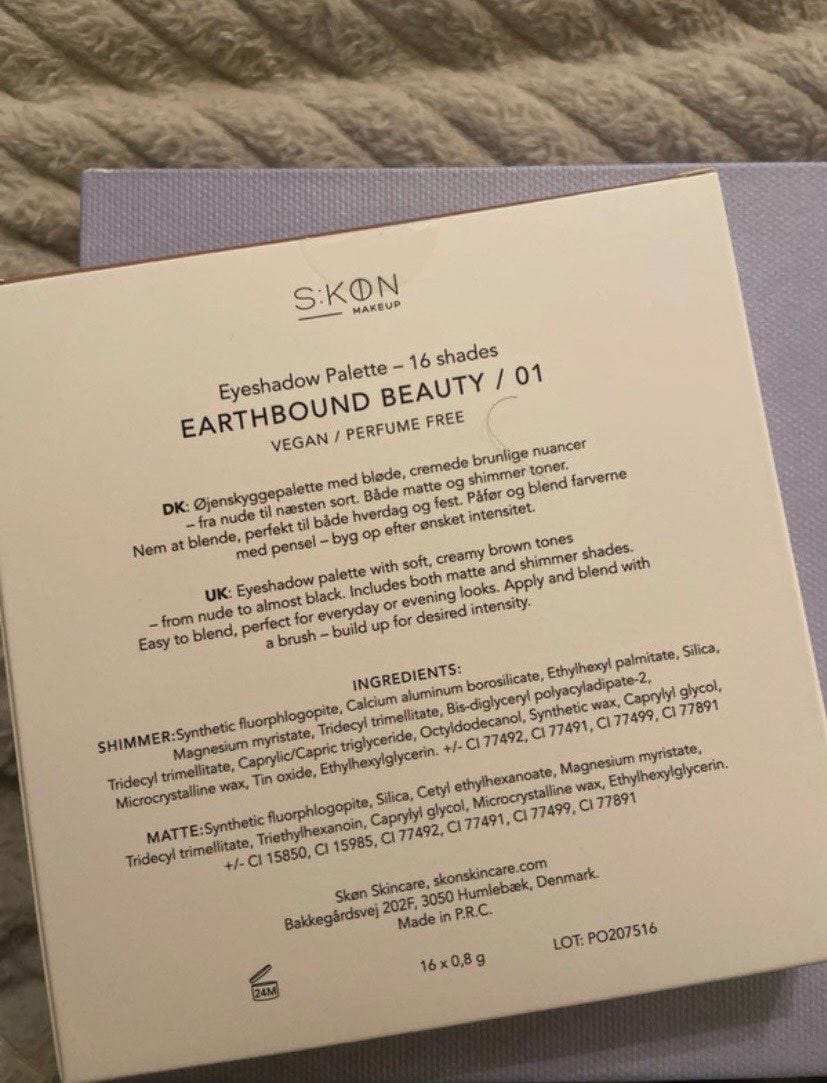 S:KØN
MAKEUP
Eyeshadow Palette – 16 shades
EARTHBOUND BEAUTY / 01
VEGAN / PERFUME FREE
DK: Øjenskyggepalette med bløde, cremede brunlige nuancer
– fra nude til næsten sort. Både matte og shimmer toner.
Nem at blende, perfekt til både hverdag og fest. Påfør og blend farverne
med pensel – byg op efter ønsket intensitet.
UK: Eyeshadow palette with soft, creamy brown tones
– from nude to almost black. Includes both matte and shimmer shades.
Easy to blend, perfect for everyday or evening looks. Apply and blend with
a brush – build up for desired intensity.
INGREDIENTS:
SHIMMER:Synthetic fluorphlogopite, Calcium aluminum borosilicate, Ethylhexyl palmitate, Silica,
Magnesium myristate, Tridecyl trimellitate, Bis-diglyceryl polyacyladipate-2,
Tridecyl trimellitate, Caprylic/Capric triglyceride, Octyldodecanol, Synthetic wax, Caprylyl glycol,
Microcrystalline wax, Tin oxide, Ethylhexylglycerin. +/- CI 77492, CI 77491, CI 77499, CI 77891
MATTE:Synthetic fluorphlogopite, Silica, Cetyl ethylhexanoate, Magnesium myristate,
Tridecyl trimellitate, Triethylhexanoin, Caprylyl glycol, Microcrystalline wax, Ethylhexylglycerin.
+/- CI 15850, CI 15985, CI 77492, CI 77491, CI 77499, CI 77891
Skøn Skincare, skonskincare.com
Bakkegårdsvej 202F, 3050 Humlebæk, Denmark.
Made in P.R.C.
24M
16 x 0,8 g
LOT: PO207516